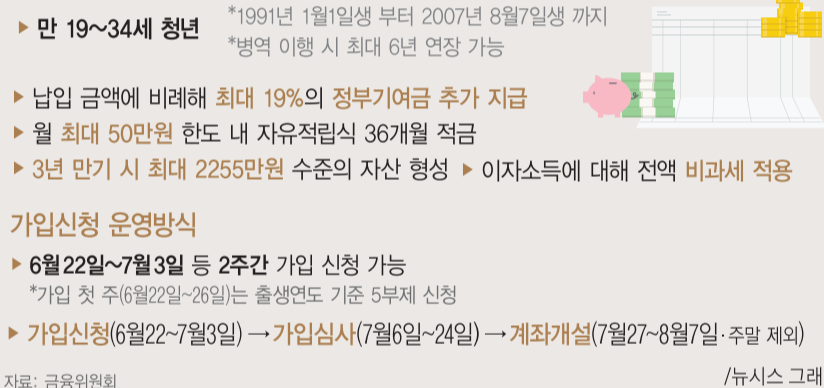 ▶ 만 19~34세 청년
*1991년 1월1일생 부터 2007년 8월7일생 까지
*병역 이행 시 최대 6년 연장 가능
▶ 납입 금액에 비례해 최대 19%의 정부기여금 추가 지급
▶ 월 최대 50만원 한도 내 자유적립식 36개월 적금
▶ 3년 만기 시 최대 2255만원 수준의 자산 형성 ▶ 이자소득에 대해 전액 비과세 적용
가입신청 운영방식
▶ 6월22일~7월3일 등 2주간 가입 신청 가능
*가입 첫 주(6월22일~26일)는 출생연도 기준 5부제 신청
▶ 가입신청(6월22~7월3일) → 가입심사(7월6일~24일) → 계좌개설(7월27~8월7일·주말 제외)
자료: 금융위원회
/뉴시스 그래